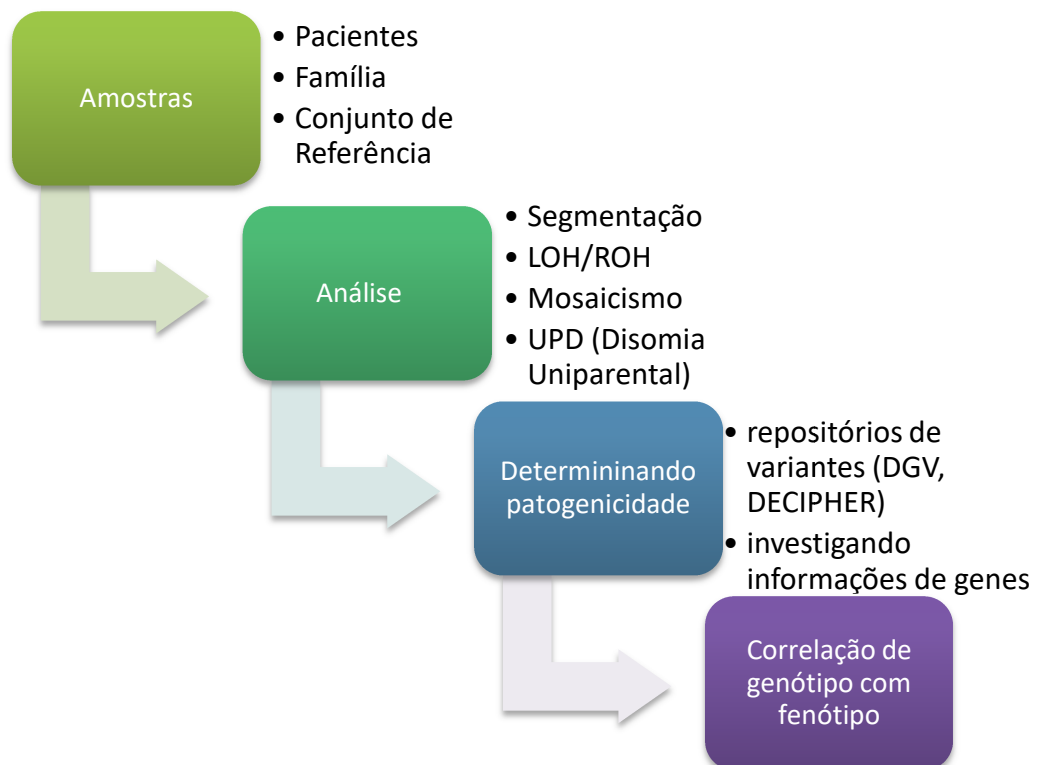 Amostras
• Pacientes
• Família
• Conjunto de
Referência
Análise
• Segmentação
• LOH/ROH
• Mosaicismo
• UPD (Disomia
Uniparental)
Determininando
patogenicidade
• repositórios de
variantes (DGV,
DECIPHER)
• investigando
informações de genes
Correlação de
genótipo com
fenótipo